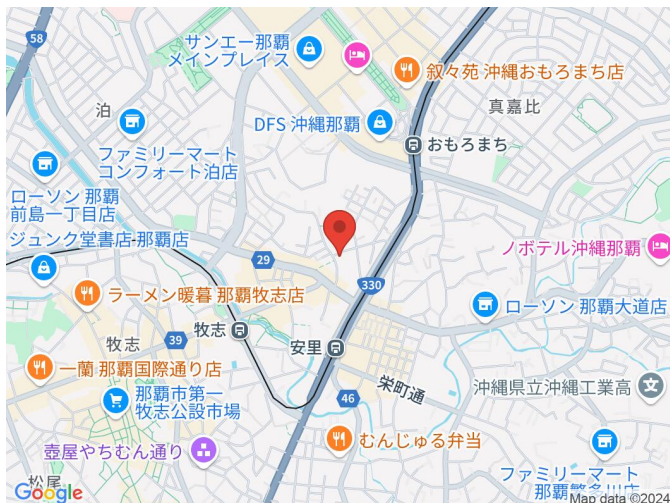 58
サンエー那覇
メインプレイス
叙々苑 沖縄おもろまち店
真嘉比
泊
DFS 沖縄那覇
ファミリーマート
コンフォート泊店
おもろまち
ローソン 那覇
前島一丁目店
ジュンク堂書店-那覇店
29
ノボテル沖縄那覇
330
ラーメン暖暮 那覇牧志店
ローソン 那覇大道店
牧志
39
牧志
安里
一蘭 那覇国際通り店
栄町通
沖縄県立沖縄工業高
那覇市第一
牧志公設市場
46
壺屋やちむん通り
むんじゅる弁当
松尾
ファミリーマート
那覇繁多川店
Google
Map data ©2024